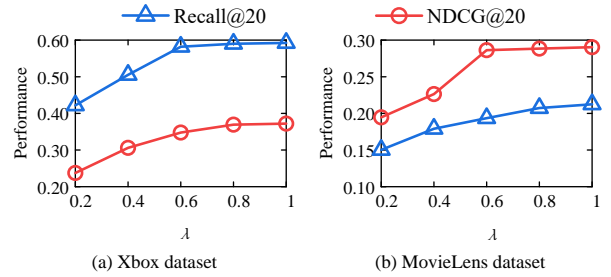 Recall@20 NDCG@20
0.60
0.50
0.40
0.30
0.20
Performance
0.2 0.4 0.6 0.8 1
λ
(a) Xbox dataset
0.30
0.25
0.20
0.15
0.10
Performance
0.2 0.4 0.6 0.8 1
λ
(b) MovieLens dataset